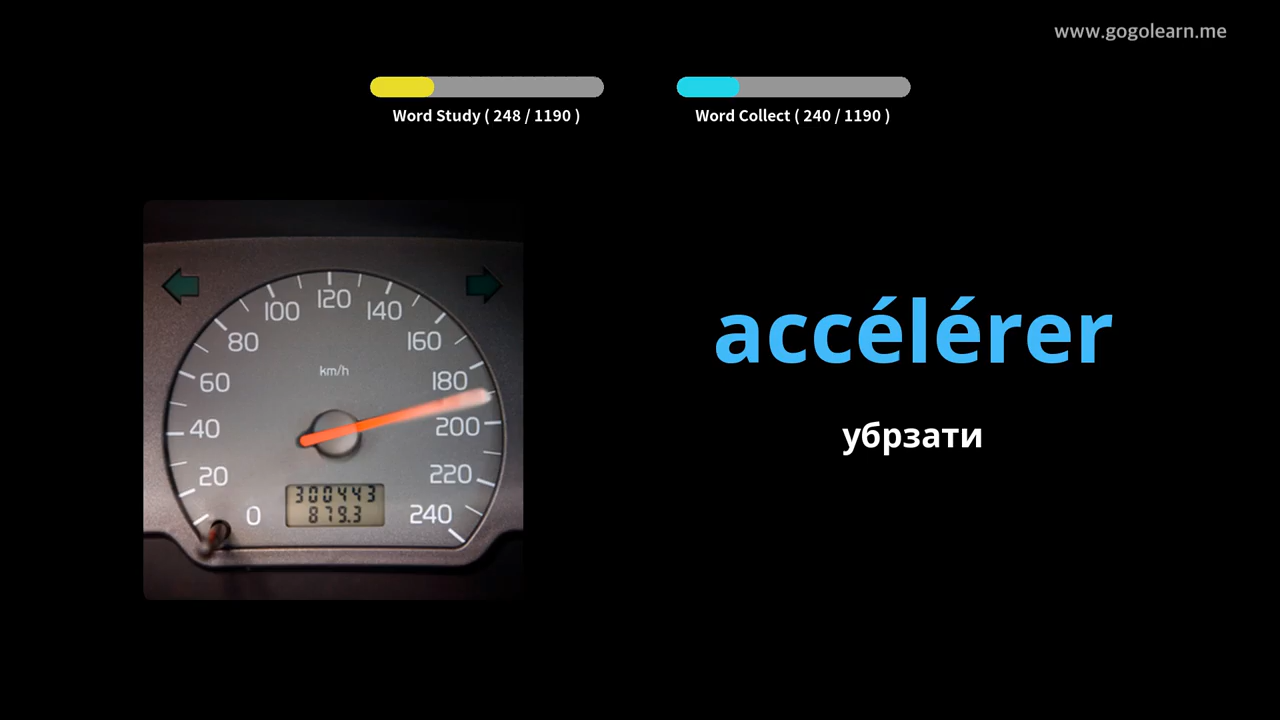 www.gogolearn.me
Word Study ( 248 / 1190 )
Word Collect ( 240 / 1190 )
accélérer
убрзати
120
100
140
80
160
km/h
60
180
40
200
20
220
300443
0
240
879.3